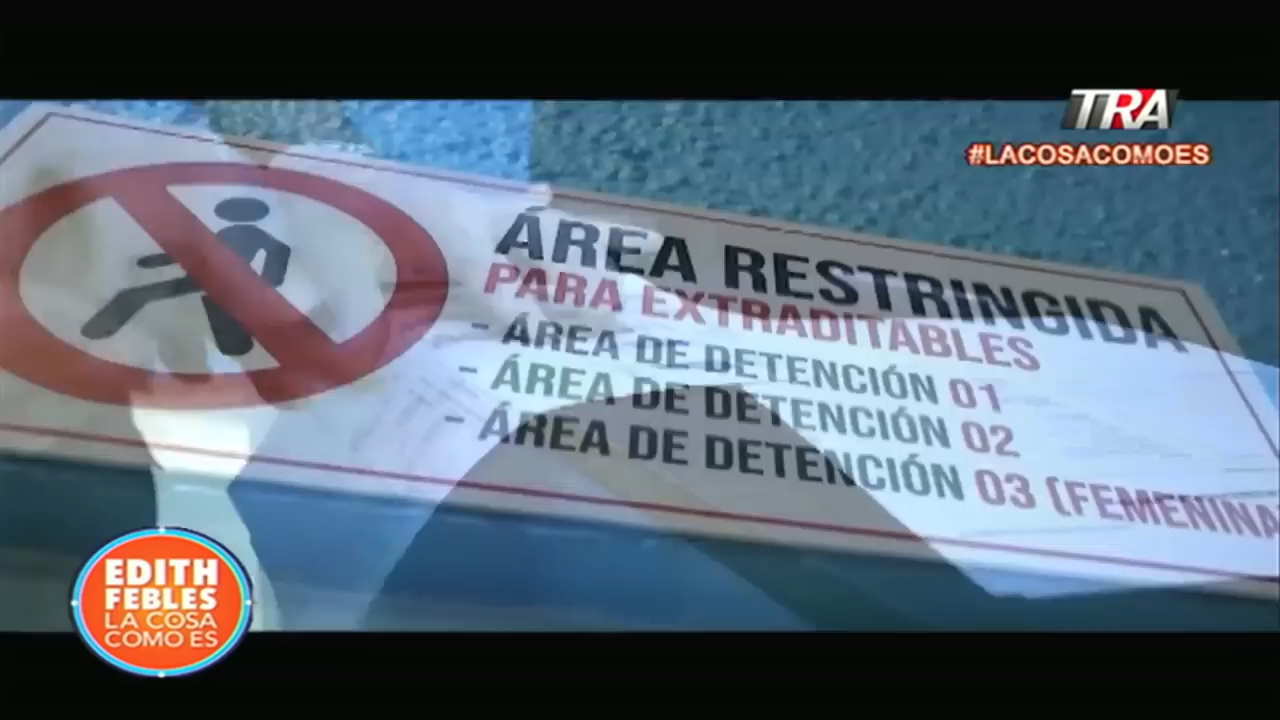 TRA
#LACOSACOMOES
ÁREA RESTRINGIDA
PARA EXTRADITABLES
- ÁREA DE DETENCIÓN 01
- ÁREA DE DETENCIÓN 02
- ÁREA DE DETENCIÓN 03 (FEMENINA
EDITH
FEBLES
LA COSA
COMO ES